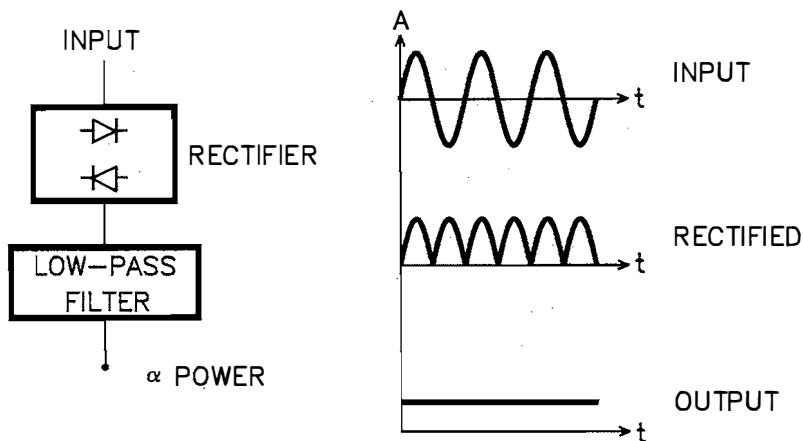 INPUT
RECTIFIER
LOW-PASS
FILTER
α POWER
A
t
INPUT
t
RECTIFIED
t
OUTPUT